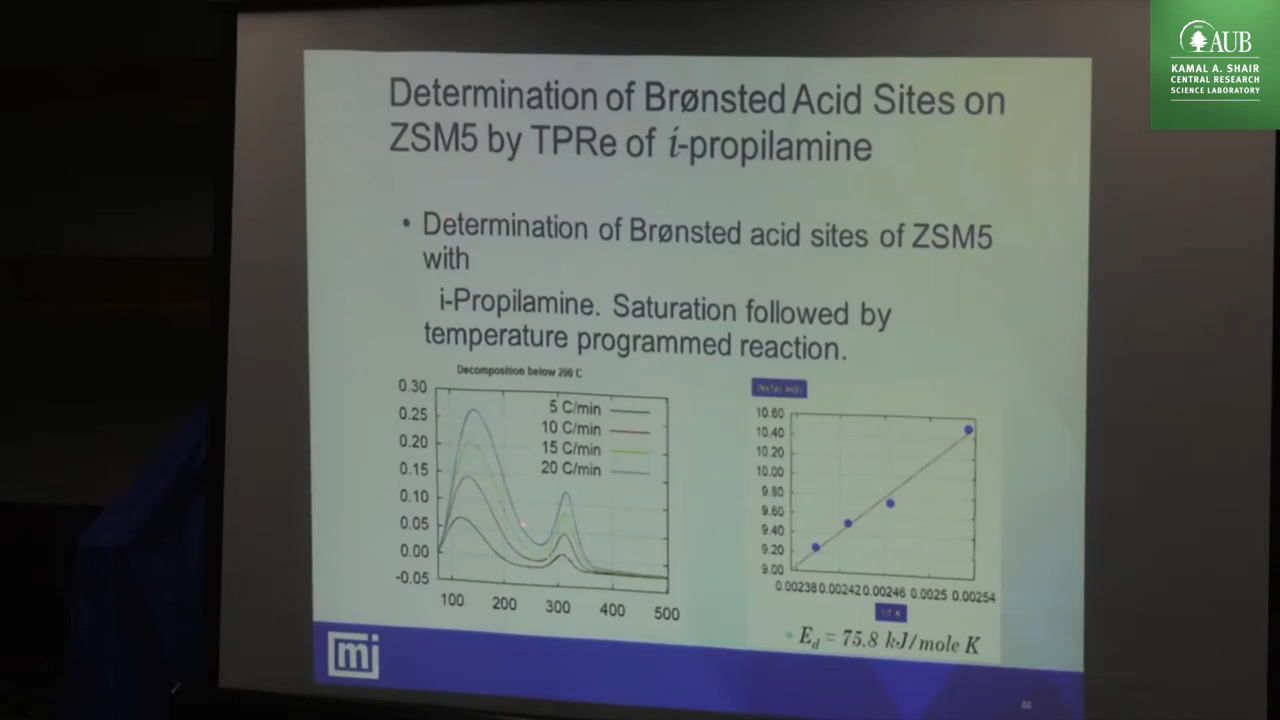 AUB
KAMAL A. SHAIR
CENTRAL RESEARCH
SCIENCE LABORATORY
Determination of Brønsted Acid Sites on
ZSM5 by TPRe of í-propilamine
• Determination of Brønsted acid sites of ZSM5
with
i-Propilamine. Saturation followed by
temperature programmed reaction.
Decomposition below 200 C
0.30
0.25
0.20
0.15
0.10
0.05
0.00
-0.05
5 C/min
10 C/min
15 C/min
20 C/min
100 200 300 400 500
10.60
10.40
10.20
10.00
9.80
9.60
9.40
9.20
9.00
0.00238 0.00242 0.00246 0.0025 0.00254
1/T K
• Ed = 75.8 kJ/mole K
mi